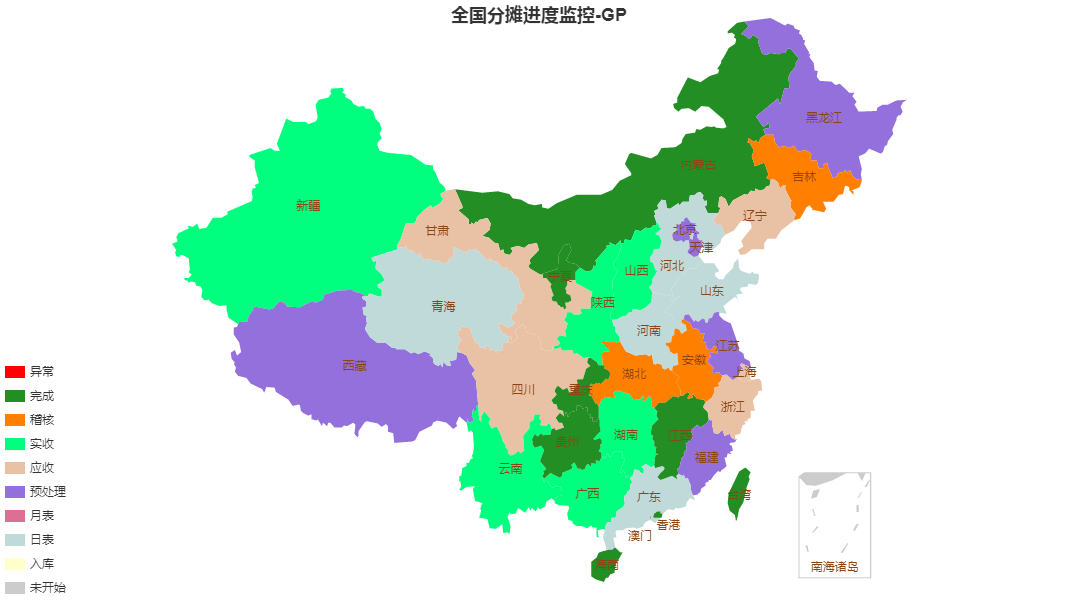 全国分摊进度监控-GP
黑龙江
内蒙古
吉林
新疆
辽宁
甘肃
北京
天津
河北
山西
宁夏
山东
陕西
青海
河南
江苏
安徽
西藏
上海
湖北
四川
重庆
浙江
湖南
江西
贵州
福建
云南
广西
广东
台湾
香港
澳门
海南
南海诸岛
异常
完成
稽核
实收
应收
预处理
月表
日表
入库
未开始